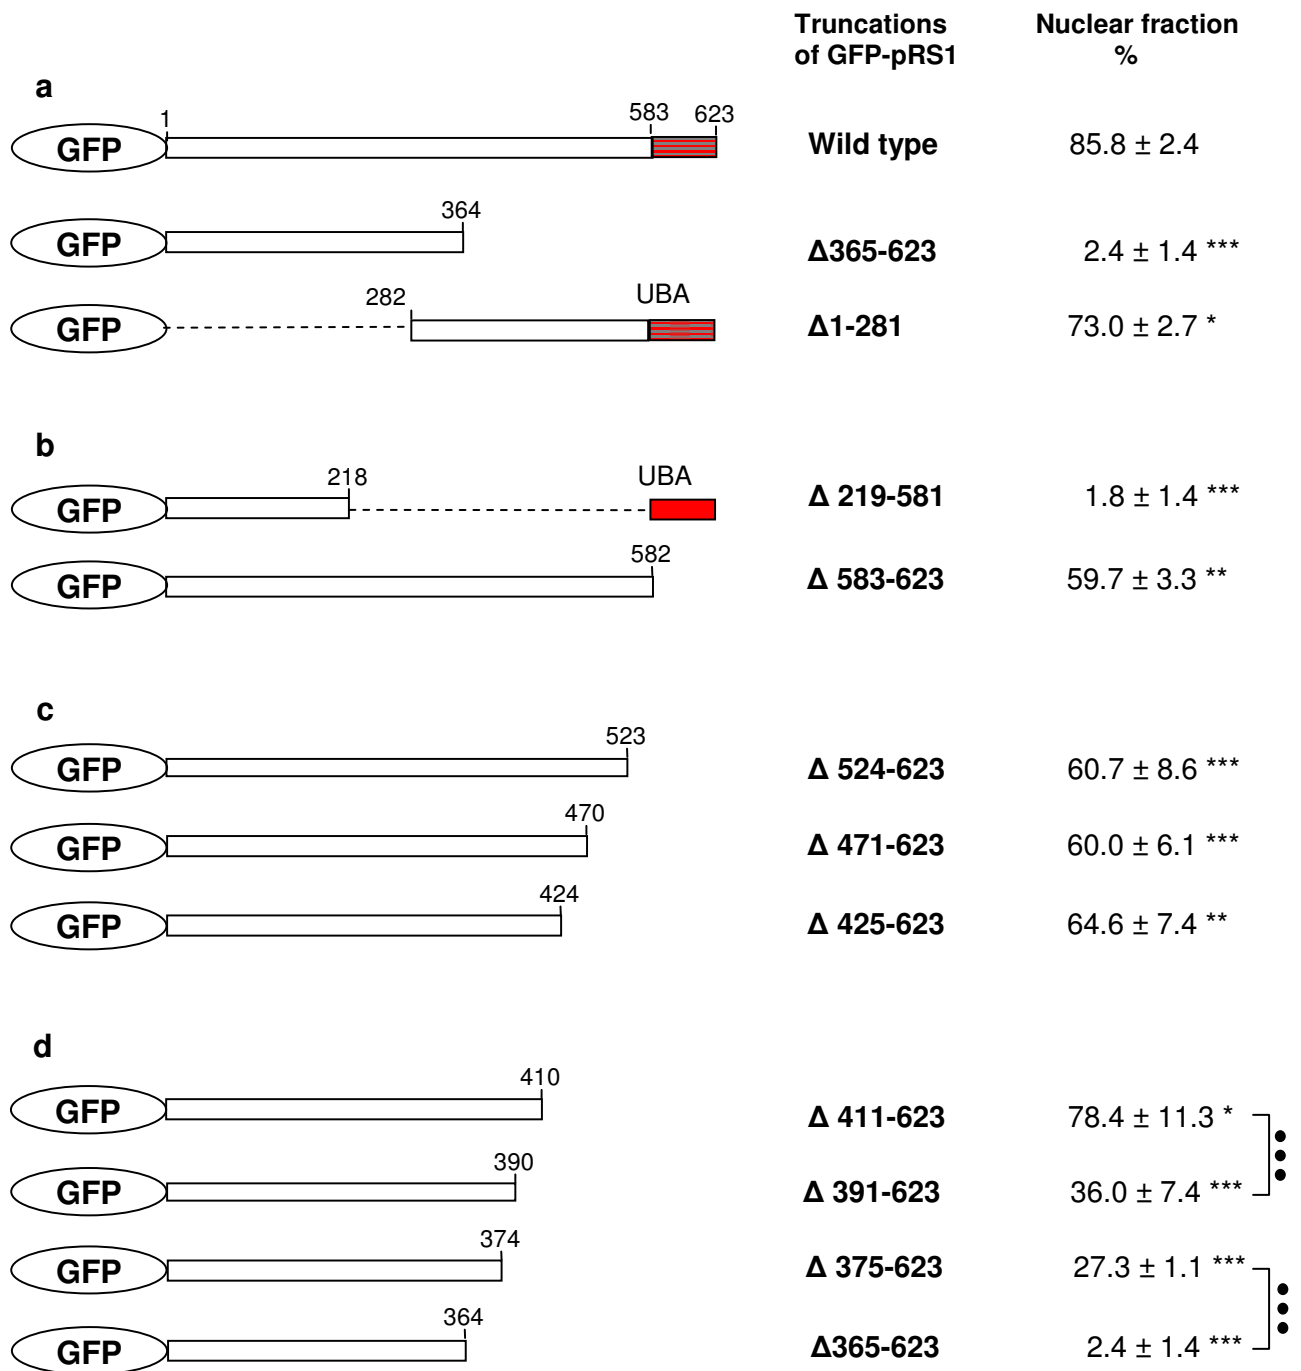 Truncations of GFP-pRS1
Nuclear fraction %
a
1 583 623
GFP Wild type 85.8 ± 2.4
364
GFP Δ365-623 2.4 ± 1.4 ***
282 UBA
GFP Δ1-281 73.0 ± 2.7 *
b
218 UBA
GFP Δ 219-581 1.8 ± 1.4 ***
582
GFP Δ 583-623 59.7 ± 3.3 **
c
523
GFP Δ 524-623 60.7 ± 8.6 ***
470
GFP Δ 471-623 60.0 ± 6.1 ***
424
GFP Δ 425-623 64.6 ± 7.4 **
d
410
GFP Δ 411-623 78.4 ± 11.3 *
390
GFP Δ 391-623 36.0 ± 7.4 ***
•••
374
GFP Δ 375-623 27.3 ± 1.1 ***
364
GFP Δ365-623 2.4 ± 1.4 ***
•••